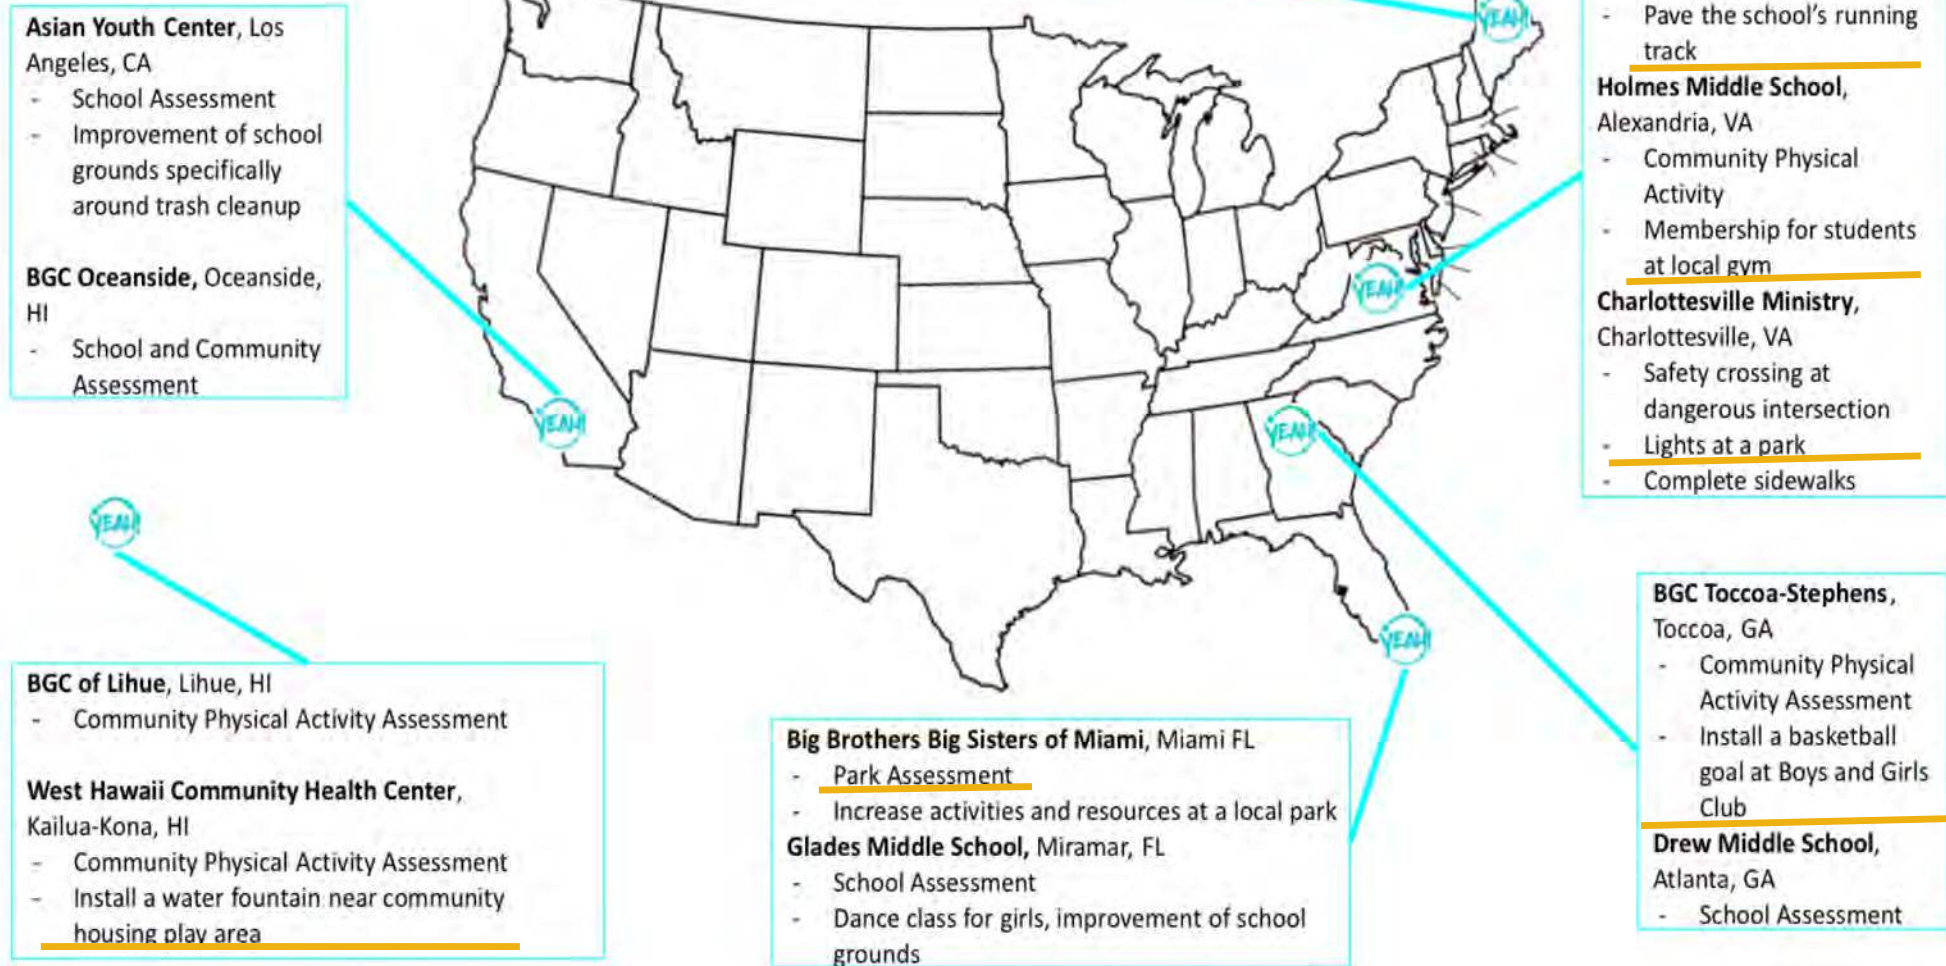 Asian Youth Center, Los
Angeles, CA
- School Assessment
- Improvement of school
grounds specifically
around trash cleanup
BGC Oceanside, Oceanside,
HI
- School and Community
Assessment
YEAH!
- Pave the school's running
track
Holmes Middle School,
Alexandria, VA
- Community Physical
Activity
- Membership for students
at local gym
Charlottesville Ministry,
Charlottesville, VA
- Safety crossing at
dangerous intersection
- Lights at a park
- Complete sidewalks
YEAH!
YEAH!
YEAH!
YEAH!
YEAH!
BGC of Lihue, Lihue, HI
- Community Physical Activity Assessment
West Hawaii Community Health Center,
Kailua-Kona, HI
- Community Physical Activity Assessment
- Install a water fountain near community
housing play area
Big Brothers Big Sisters of Miami, Miami FL
- Park Assessment
- Increase activities and resources at a local park
Glades Middle School, Miramar, FL
- School Assessment
- Dance class for girls, improvement of school
grounds
BGC Toccoa-Stephens,
Toccoa, GA
- Community Physical
Activity Assessment
- Install a basketball
goal at Boys and Girls
Club
Drew Middle School,
Atlanta, GA
- School Assessment